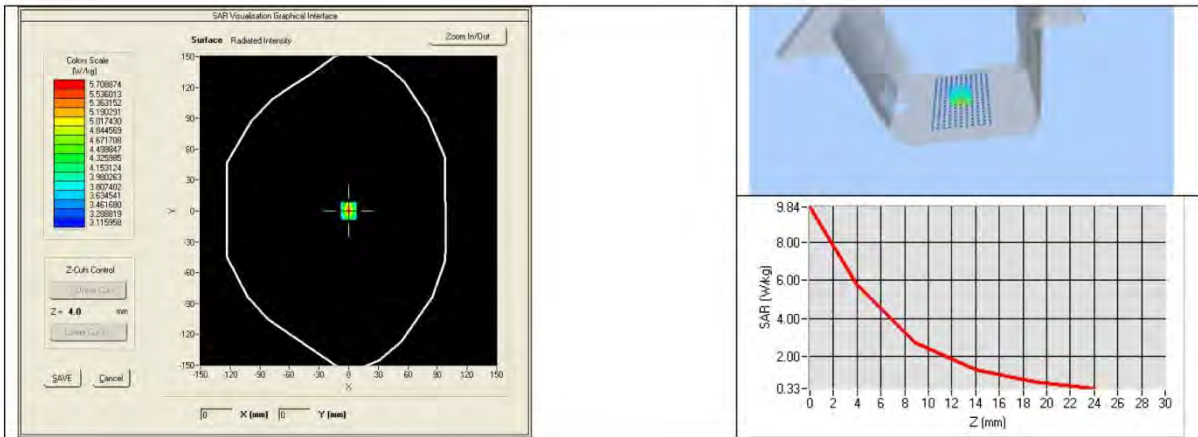 SAR Visualisation Graphical Interface
Surface Radiated Intensity
Zoom In/Out
Colors Scale
(W/kg)
5.708874
5.536013
5.363152
5.190291
5.017430
4.844569
4.671708
4.498847
4.325985
4.153124
3.980263
3.807402
3.634541
3.461680
3.288819
3.115958
150
120
90
60
30
0
-30
-60
-90
-120
-150
Y
-150 -120 -90 -60 -30 0 30 60 90 120 150
X
Z-Cuts Control
Z = 4.0 mm
SAVE Cancel
0 X (mm) 0 Y (mm)
9.84
8.00
6.00
4.00
2.00
0.33
SAR (W/kg)
0 2 4 6 8 10 12 14 16 18 20 22 24 26 28 30
Z (mm)